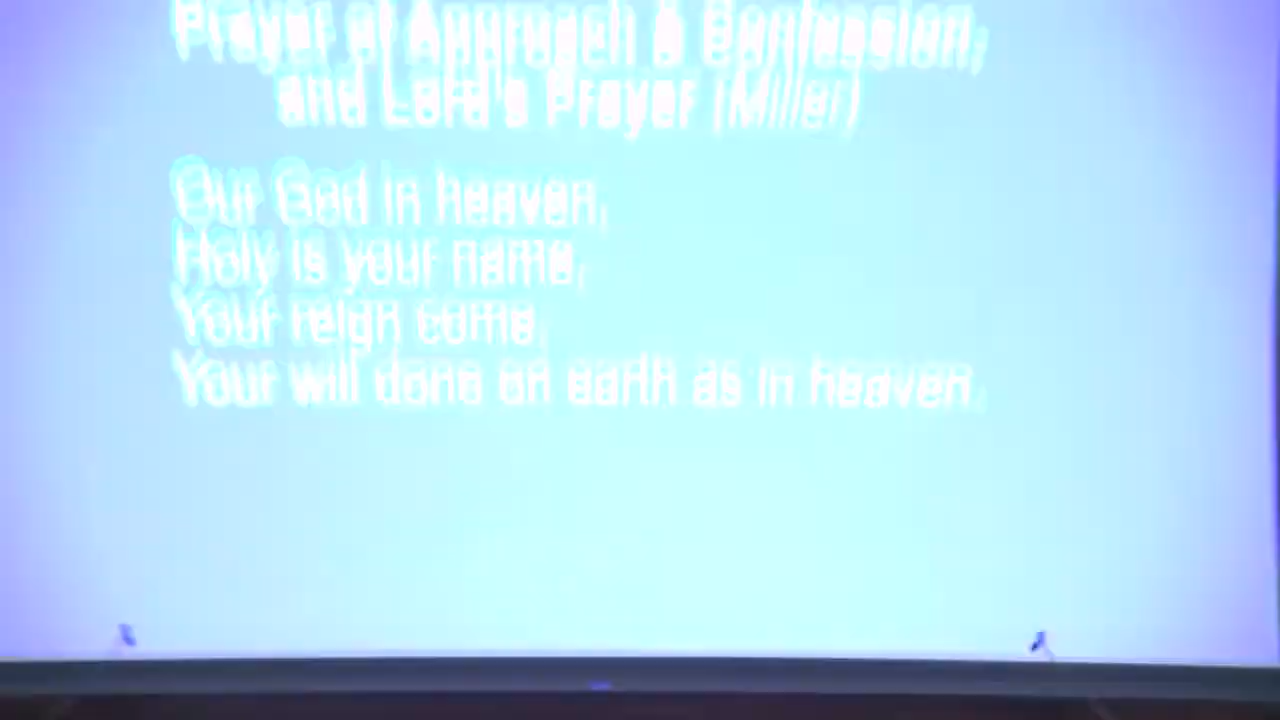 Prayer of Approach & Confession,
and Lord's Prayer (Miller)
Our God in heaven,
Holy is your name,
Your reign come,
Your will done on earth as in heaven.